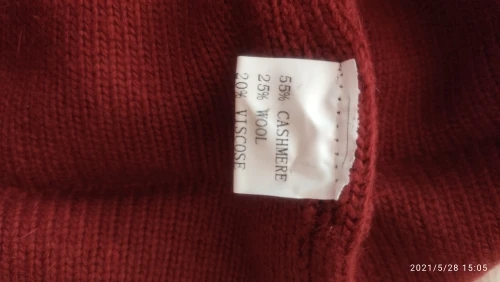 55% CASHMERE
25% WOOL
20% VISCOSE
2021/5/28 15:05